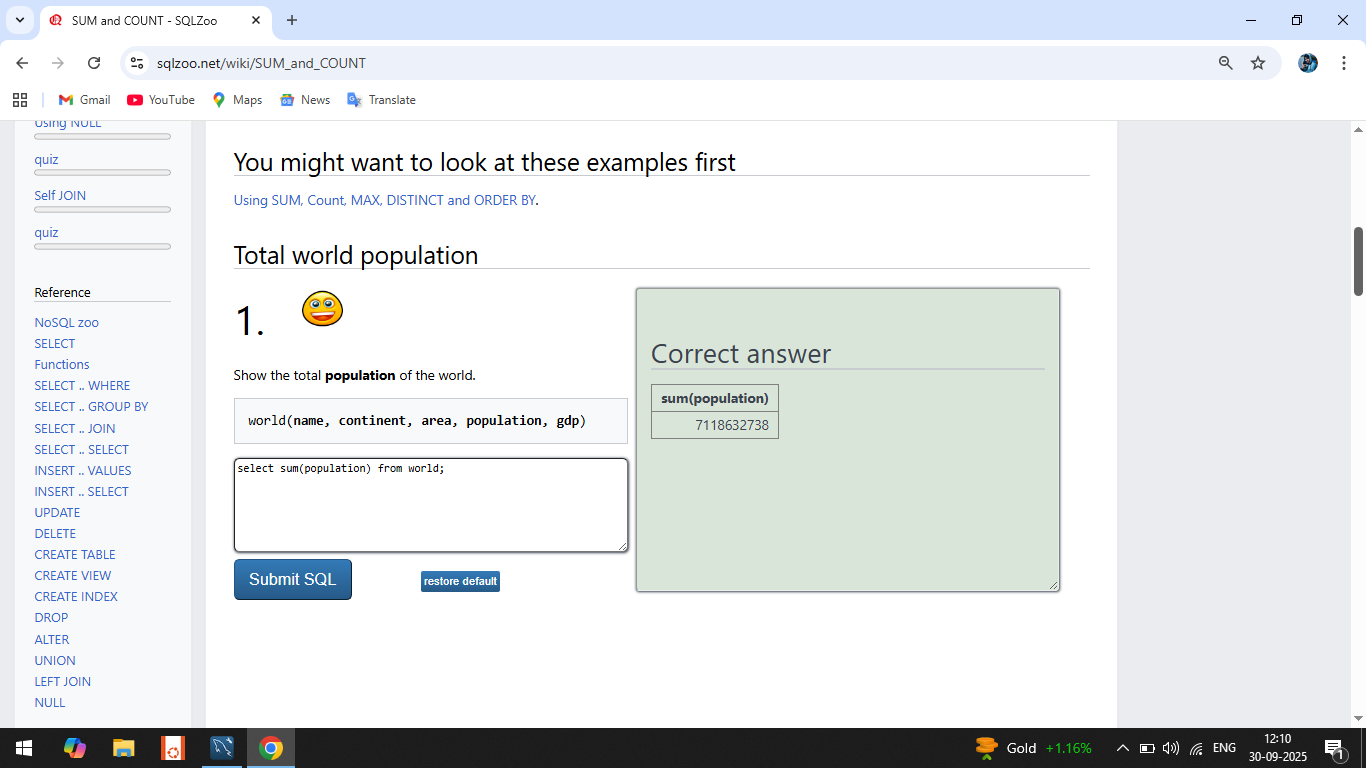 SUM and COUNT - SQLZoo
sqlzoo.net/wiki/SUM_and_COUNT
Gmail
YouTube
Maps
News
Translate
Using NULL
quiz
Self JOIN
quiz
Reference
NoSQL zoo
SELECT
Functions
SELECT .. WHERE
SELECT .. GROUP BY
SELECT .. JOIN
SELECT .. SELECT
INSERT .. VALUES
INSERT .. SELECT
UPDATE
DELETE
CREATE TABLE
CREATE VIEW
CREATE INDEX
DROP
ALTER
UNION
LEFT JOIN
NULL
You might want to look at these examples first
Using SUM, Count, MAX, DISTINCT and ORDER BY.
Total world population
1.
Show the total population of the world.
world(name, continent, area, population, gdp)
select sum(population) from world;
Submit SQL
restore default
Correct answer
sum(population)
7118632738
Gold +1.16%
ENG
12:10
30-09-2025
1